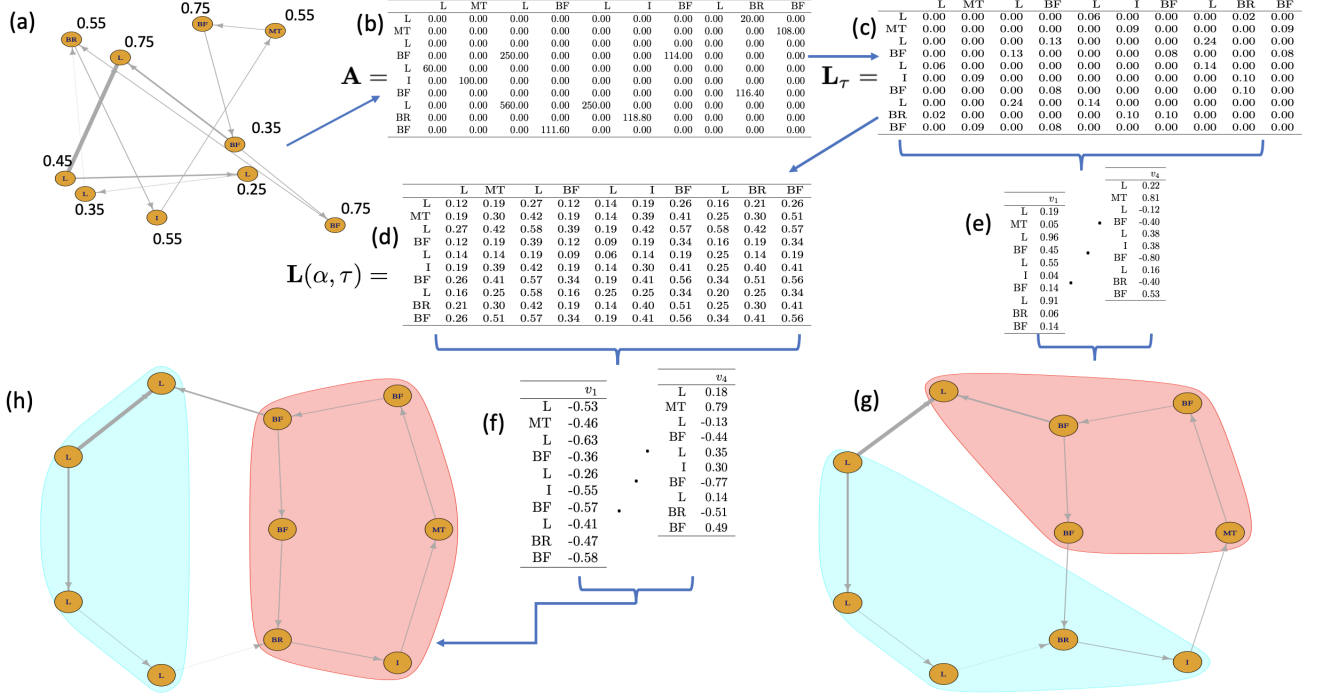 (a)
0.55
BR
0.75
L
0.75
BF
0.55
MT
0.35
BF
0.45
L
L
0.25
L
0.35
I
0.55
0.75
BF
(b)
A =
L MT L BF L I BF L BR BF
L 0.00 0.00 0.00 0.00 0.00 0.00 0.00 0.00 20.00 0.00
MT 0.00 0.00 0.00 0.00 0.00 0.00 0.00 0.00 0.00 108.00
L 0.00 0.00 0.00 0.00 0.00 0.00 0.00 0.00 0.00 0.00
BF 0.00 0.00 250.00 0.00 0.00 0.00 114.00 0.00 0.00 0.00
L 60.00 0.00 0.00 0.00 0.00 0.00 0.00 0.00 0.00 0.00
I 0.00 100.00 0.00 0.00 0.00 0.00 0.00 0.00 0.00 0.00
BF 0.00 0.00 0.00 0.00 0.00 0.00 0.00 0.00 116.40 0.00
L 0.00 0.00 560.00 0.00 250.00 0.00 0.00 0.00 0.00 0.00
BR 0.00 0.00 0.00 0.00 0.00 118.80 0.00 0.00 0.00 0.00
BF 0.00 0.00 0.00 111.60 0.00 0.00 0.00 0.00 0.00 0.00
(c)
Lτ =
L MT L BF L I BF L BR BF
L 0.00 0.00 0.00 0.00 0.06 0.00 0.00 0.00 0.02 0.00
MT 0.00 0.00 0.00 0.00 0.00 0.09 0.00 0.00 0.00 0.09
L 0.00 0.00 0.00 0.13 0.00 0.00 0.00 0.24 0.00 0.00
BF 0.00 0.00 0.13 0.00 0.00 0.00 0.08 0.00 0.00 0.08
L 0.06 0.00 0.00 0.00 0.00 0.00 0.00 0.14 0.00 0.00
I 0.00 0.09 0.00 0.00 0.00 0.00 0.00 0.00 0.10 0.00
BF 0.00 0.00 0.00 0.08 0.00 0.00 0.00 0.00 0.10 0.00
L 0.00 0.00 0.24 0.00 0.14 0.00 0.00 0.00 0.00 0.00
BR 0.02 0.00 0.00 0.00 0.00 0.10 0.10 0.00 0.00 0.00
BF 0.00 0.09 0.00 0.08 0.00 0.00 0.00 0.00 0.00 0.00
(d)
L(α, τ) =
L MT L BF L I BF L BR BF
L 0.12 0.19 0.27 0.12 0.14 0.19 0.26 0.16 0.21 0.26
MT 0.19 0.30 0.42 0.19 0.14 0.39 0.41 0.25 0.30 0.51
L 0.27 0.42 0.58 0.39 0.19 0.42 0.57 0.58 0.42 0.57
BF 0.12 0.19 0.39 0.12 0.09 0.19 0.34 0.16 0.19 0.34
L 0.14 0.14 0.19 0.09 0.06 0.14 0.19 0.25 0.14 0.19
I 0.19 0.39 0.42 0.19 0.14 0.30 0.41 0.25 0.40 0.41
BF 0.26 0.41 0.57 0.34 0.19 0.41 0.56 0.34 0.51 0.56
L 0.16 0.25 0.58 0.16 0.25 0.25 0.34 0.20 0.25 0.34
BR 0.21 0.30 0.42 0.19 0.14 0.40 0.51 0.25 0.30 0.41
BF 0.26 0.51 0.57 0.34 0.19 0.41 0.56 0.34 0.41 0.56
(e)
v1
L 0.19
MT 0.05
L 0.96
BF 0.45
L 0.55
I 0.04
BF 0.14
L 0.91
BR 0.06
BF 0.14
v4
L 0.22
MT 0.81
L -0.12
BF -0.40
L 0.38
I 0.38
BF -0.80
L 0.16
BR -0.40
BF 0.53
(f)
v1
L -0.53
MT -0.46
L -0.63
BF -0.36
L -0.26
I -0.55
BF -0.57
L -0.41
BR -0.47
BF -0.58
v4
L 0.18
MT 0.79
L -0.13
BF -0.44
L 0.35
I 0.30
BF -0.77
L 0.14
BR -0.51
BF 0.49
(h)
L
BF
BF
L
BF
MT
L
BR
I
L
(g)
L
BF
BF
L
BF
MT
L
BR
I
L